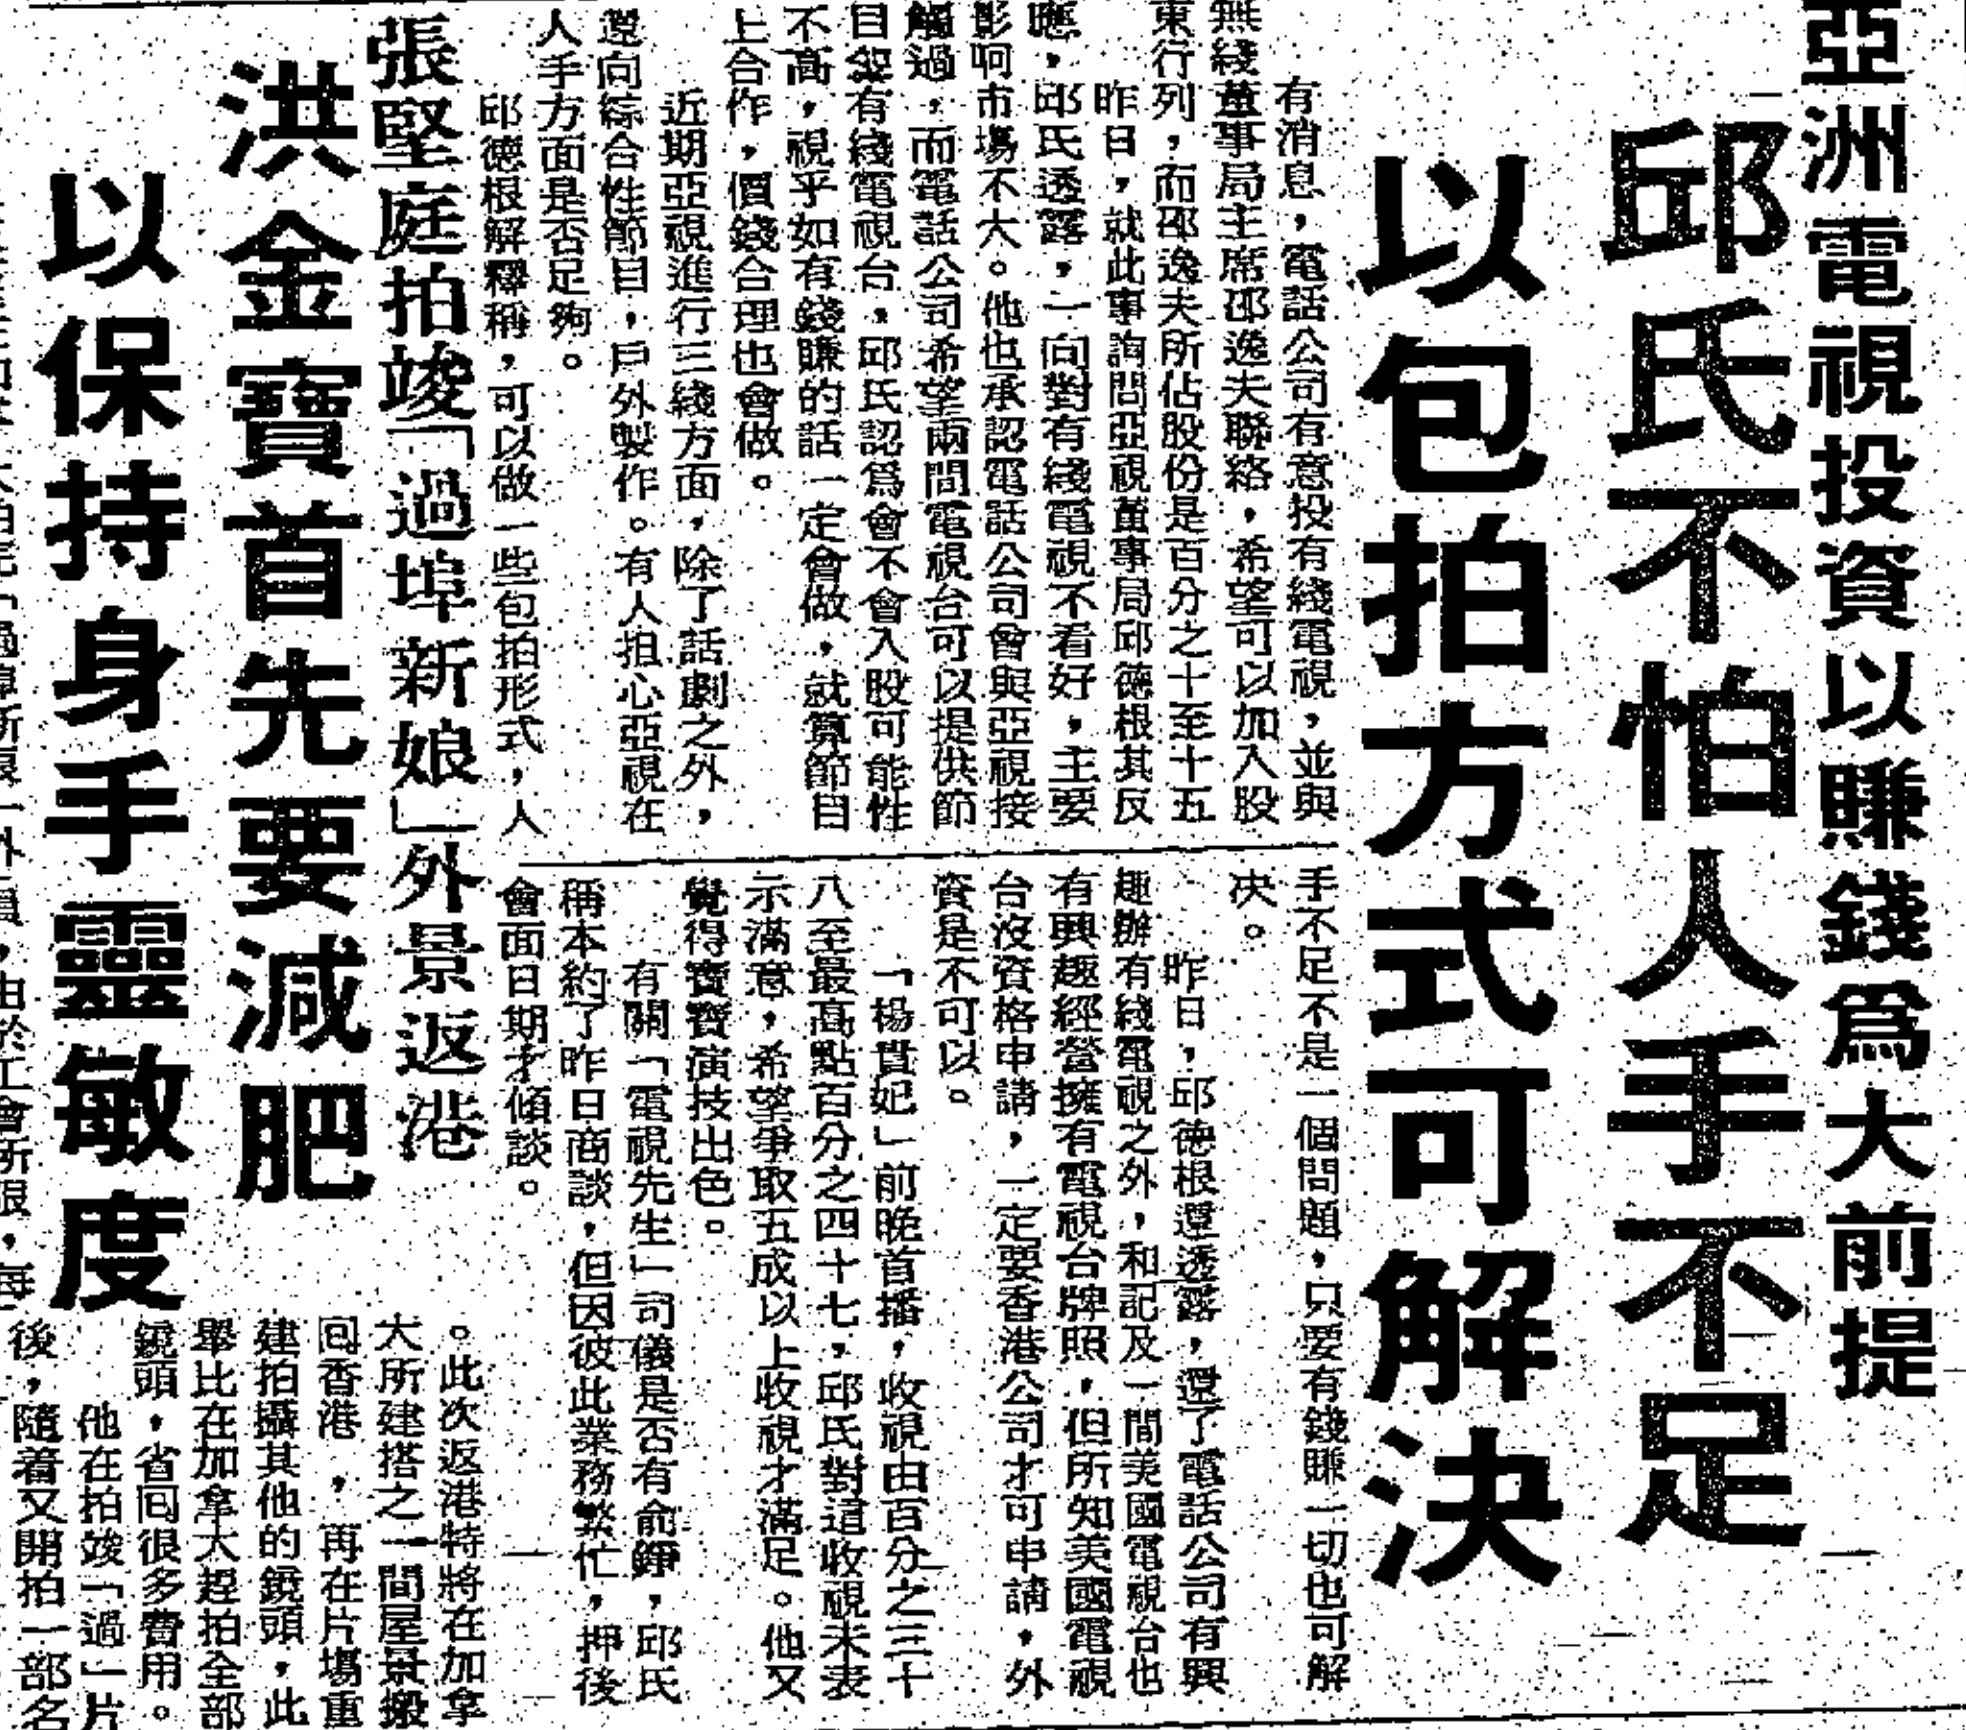 亞洲電視投資以賺錢爲大前提
邱氏不怕人手不足
以包拍方式可解決
有消息，電話公司有意投有綫電視，並與
無綫董事局主席邵逸夫聯絡，希望可以加入股
東行列，而邵逸夫所佔股份是百分之十至十五
昨日，就此事詢問亞視董事局邱德根其反
應，邱氏透露，一向對有綫電視不看好，主要
影响市塲不大。他也承認電話公司會與亞視接
觸過，而電話公司希望兩間電視台可以提供節
目給有綫電視台，邱氏認爲會不會入股可能性
不高，視乎如有錢賺的話一定會做，就算節目
上合作，價錢合理也會做。
近期亞視進行三綫方面，除了話劇之外，
還向綜合性節目，戶外製作。有人担心亞視在
人手方面是否足夠。
邱德根解釋稱，可以做一些包拍形式，人
手不足不是一個問題，只要有錢賺一切也可解
决。
昨日，邱德根還透露，還了電話公司有興
趣辦有綫電視之外，和記及一間美國電視台也
有興趣經營擁有電視台牌照，但所知美國電視
台沒資格申請，一定要香港公司才可申請，外
資是不可以。
「楊貴妃」前晚首播，收視由百分之三十
八至最高點百分之四十七，邱氏對這收視未表
示滿意，希望爭取五成以上收視才滿足。他又
覺得寶寶演技出色。
有關「電視先生」司儀是否有俞錚，邱氏
稱本約了昨日商談，但因彼此業務繁忙，押後
會面日期才傾談。
張堅庭拍竣「過埠新娘」外景返港
洪金寶首先要減肥
以保持身手靈敏度
由於工會所限，每
。此次返港特將在加拿
大所建搭之一間屋景搬
囘香港，再在片塲重
建拍攝其他的鏡頭，此
舉比在加拿大趕拍全部
鏡頭，省囘很多費用。
他在拍竣「過」片
後，隨着又開拍一部名